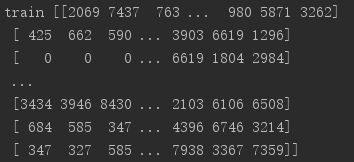 train [[2069 7437  763 ...  980 5871 3262]
 [ 425  662  590 ... 3903 6619 1296]
 [   0    0    0 ... 6619 1804 2984]
 ...
 [3434 3946 8430 ... 2103 6106 6508]
 [ 684  585  347 ... 4396 6746 3214]
 [ 347  327  585 ... 7938 3367 7359]]